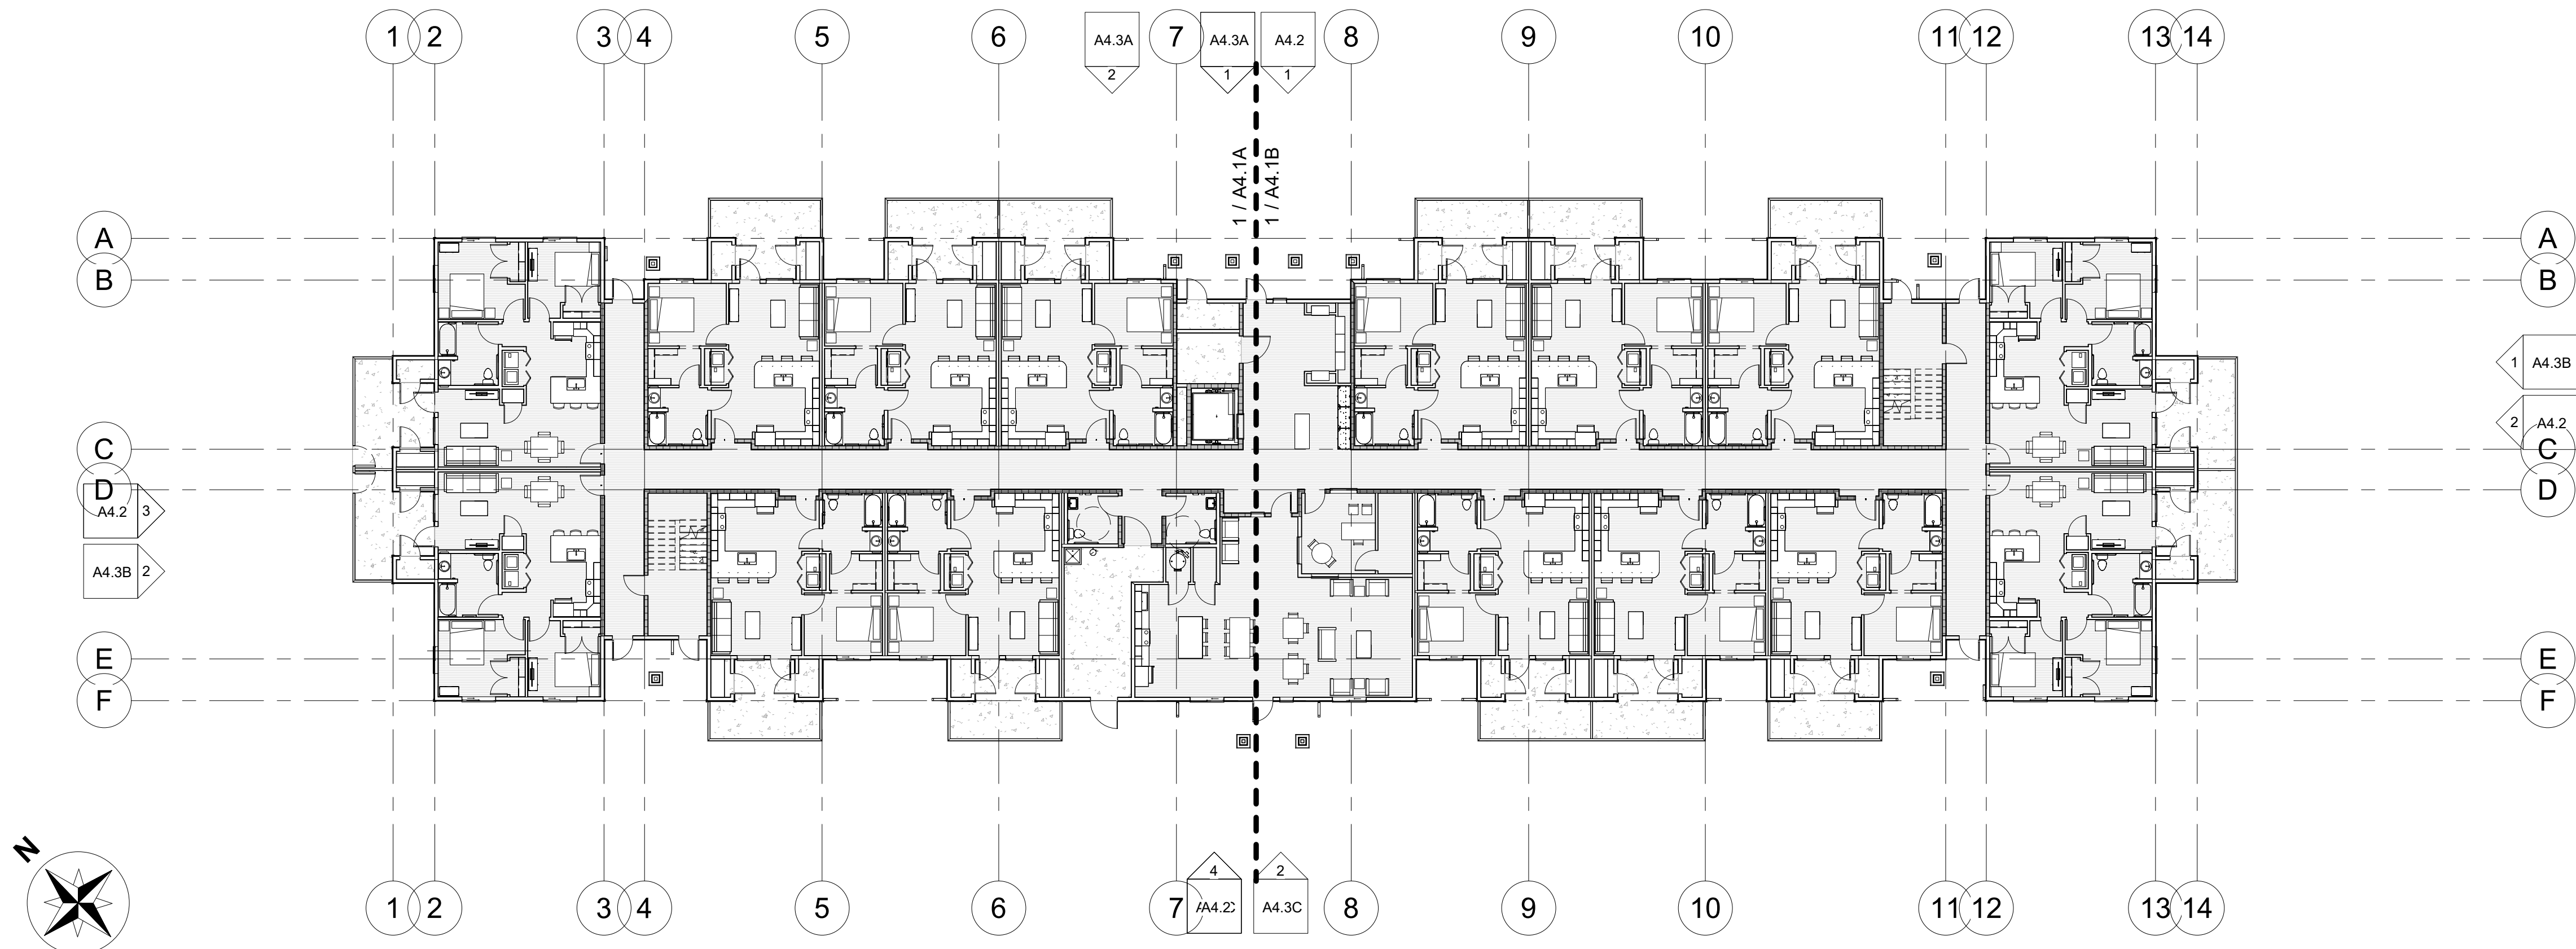 1 2 3 4 5 6 7 8 9 10 11 12 13 14
A4.3A
2
A4.3A
1
A4.2
1
1 / A4.1A
1 / A4.1B
A A
B B
1 A4.3B
2 A4.2
C C
D D
A4.2 3
A4.3B 2
E E
F F
N
4
A4.2
2
A4.3C
1 2 3 4 5 6 7 8 9 10 11 12 13 14